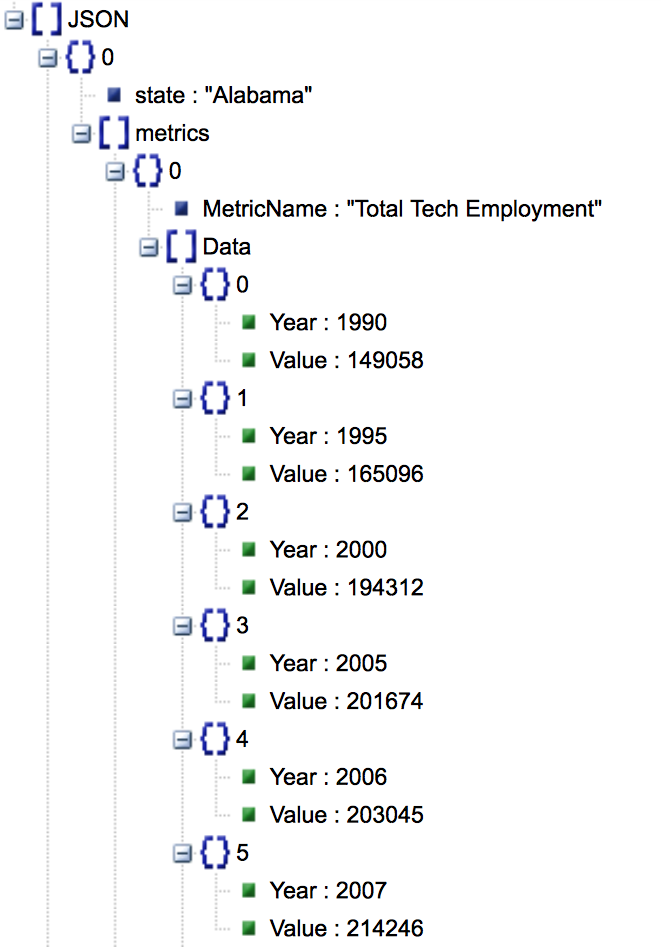 JSON
0
state : "Alabama"
metrics
0
MetricName : "Total Tech Employment"
Data
0
Year : 1990
Value : 149058
1
Year : 1995
Value : 165096
2
Year : 2000
Value : 194312
3
Year : 2005
Value : 201674
4
Year : 2006
Value : 203045
5
Year : 2007
Value : 214246